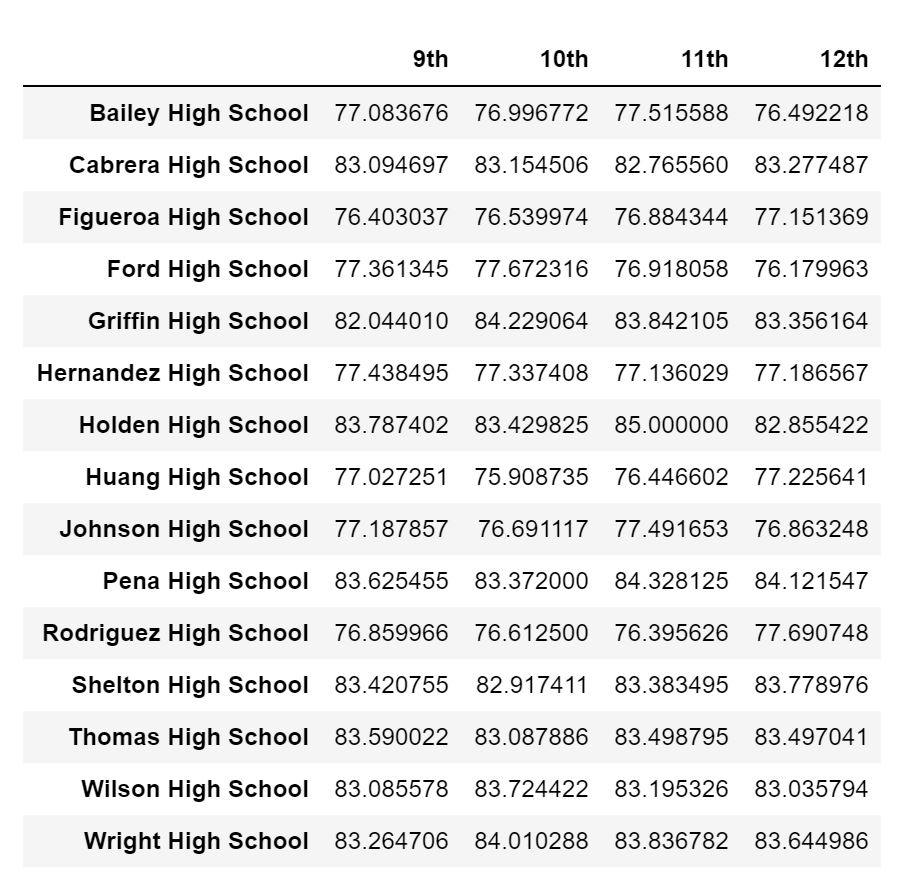 9th 10th 11th 12th
Bailey High School 77.083676 76.996772 77.515588 76.492218
Cabrera High School 83.094697 83.154506 82.765560 83.277487
Figueroa High School 76.403037 76.539974 76.884344 77.151369
Ford High School 77.361345 77.672316 76.918058 76.179963
Griffin High School 82.044010 84.229064 83.842105 83.356164
Hernandez High School 77.438495 77.337408 77.136029 77.186567
Holden High School 83.787402 83.429825 85.000000 82.855422
Huang High School 77.027251 75.908735 76.446602 77.225641
Johnson High School 77.187857 76.691117 77.491653 76.863248
Pena High School 83.625455 83.372000 84.328125 84.121547
Rodriguez High School 76.859966 76.612500 76.395626 77.690748
Shelton High School 83.420755 82.917411 83.383495 83.778976
Thomas High School 83.590022 83.087886 83.498795 83.497041
Wilson High School 83.085578 83.724422 83.195326 83.035794
Wright High School 83.264706 84.010288 83.836782 83.644986